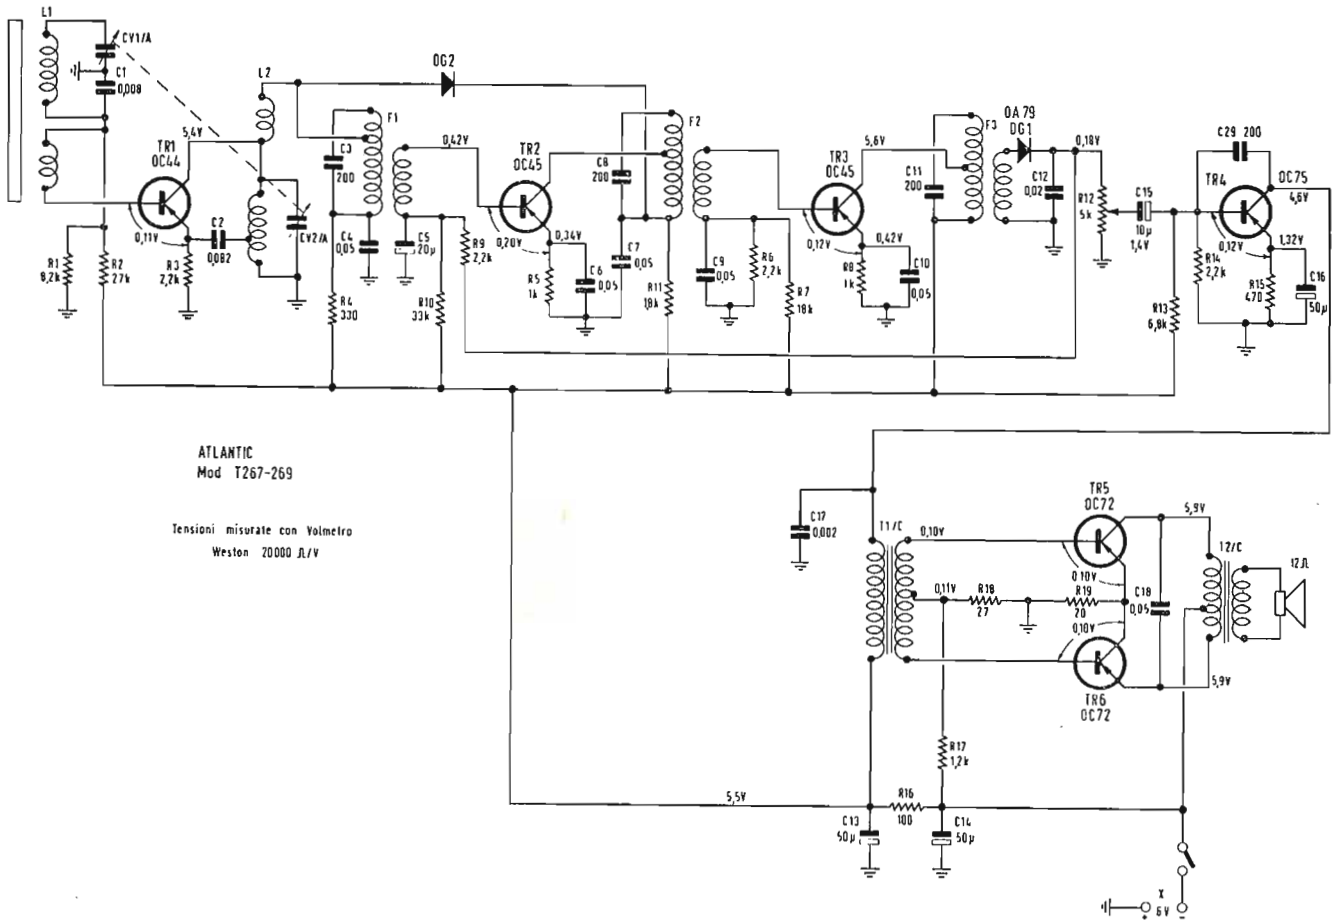 L1
CV1/A
C1
0,008
L2
OG2
F1
C3
200
5,4V
TR1
OC44
0,11V
C2
0,082
CV2/A
R1
8,2k
R2
27k
R3
2,2k
C4
0,05
R4
330
C5
20µ
R10
33k
0,42V
R9
2,2k
TR2
OC45
0,20V
0,34V
R5
1k
C6
0,05
C8
200
F2
C7
0,05
R11
18k
C9
0,05
R6
2,2k
R7
18k
TR3
OC45
5,6V
0,12V
0,42V
R8
1k
C10
0,05
C11
200
F3
OA79
DG1
C12
0,02
0,18V
R12
5k
C15
10µ
1,4V
R13
6,8k
C29 200
TR4
OC75
4,6V
0,12V
1,32V
R14
2,2k
R15
470
C16
50µ
ATLANTIC
Mod T267-269
Tensioni misurate con Volmetro
Weston 20000 Ω/V
C17
0,002
T1/C
0,10V
0,11V
R18
27
R19
20
TR5
OC72
0,10V
0,10V
TR6
OC72
5,9V
C18
0,05
5,9V
T2/C
12Ω
R17
1,2k
5,5V
R16
100
C13
50µ
C14
50µ
X
6V
+ -